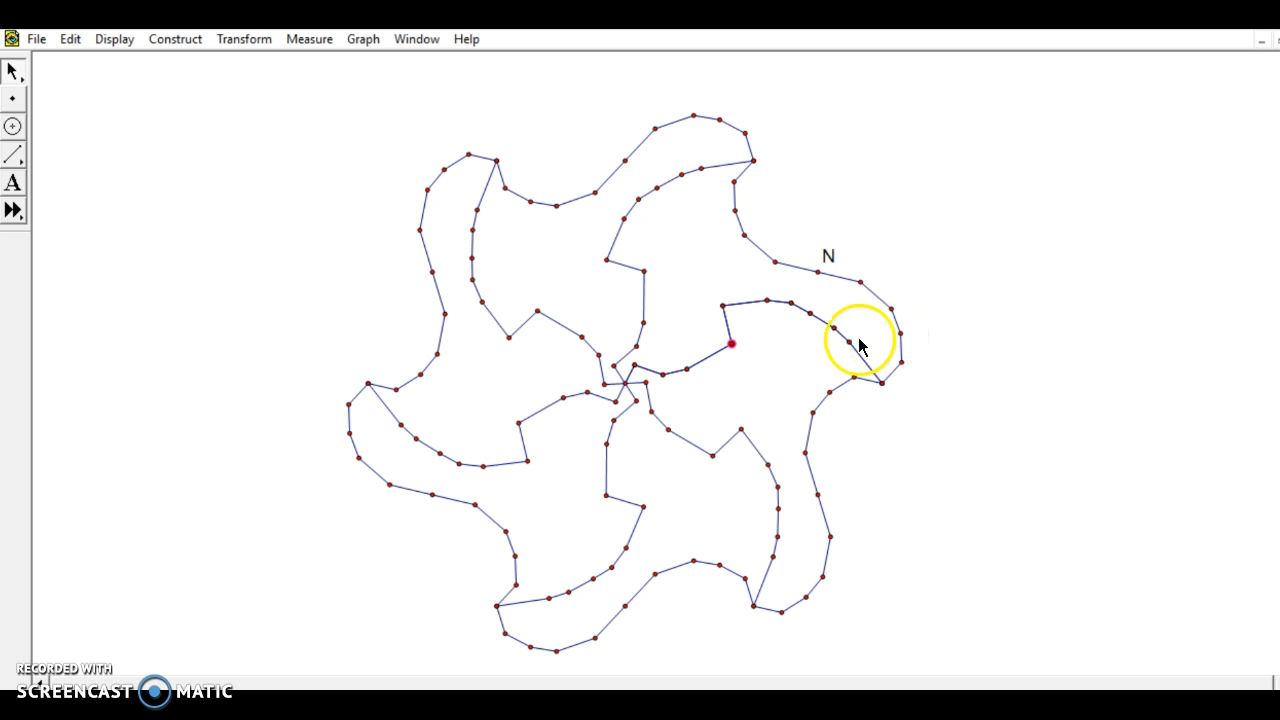 File Edit Display Construct Transform Measure Graph Window Help
A
N
RECORDED WITH
SCREENCAST MATIC